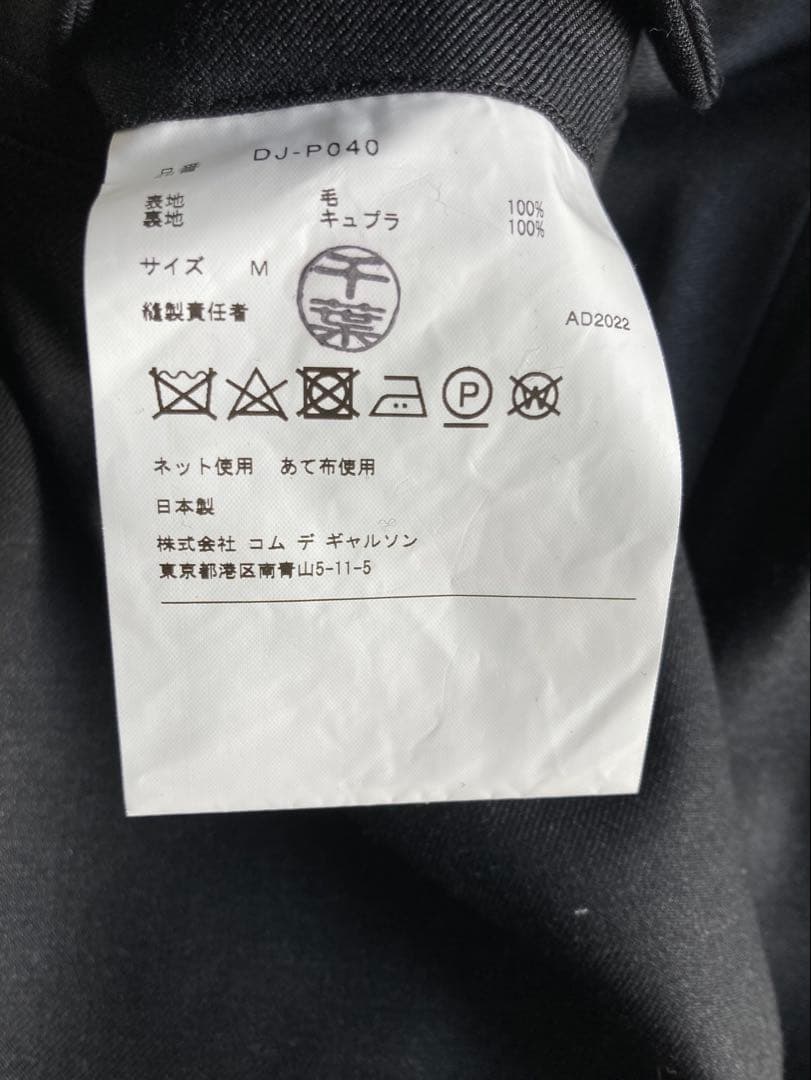 品番 DJ-P040
表地 毛 100%
裏地 キュプラ 100%
サイズ M
千葉
縫製責任者
AD2022
P W
ネット使用 あて布使用
日本製
株式会社 コム デ ギャルソン
東京都港区南青山5-11-5